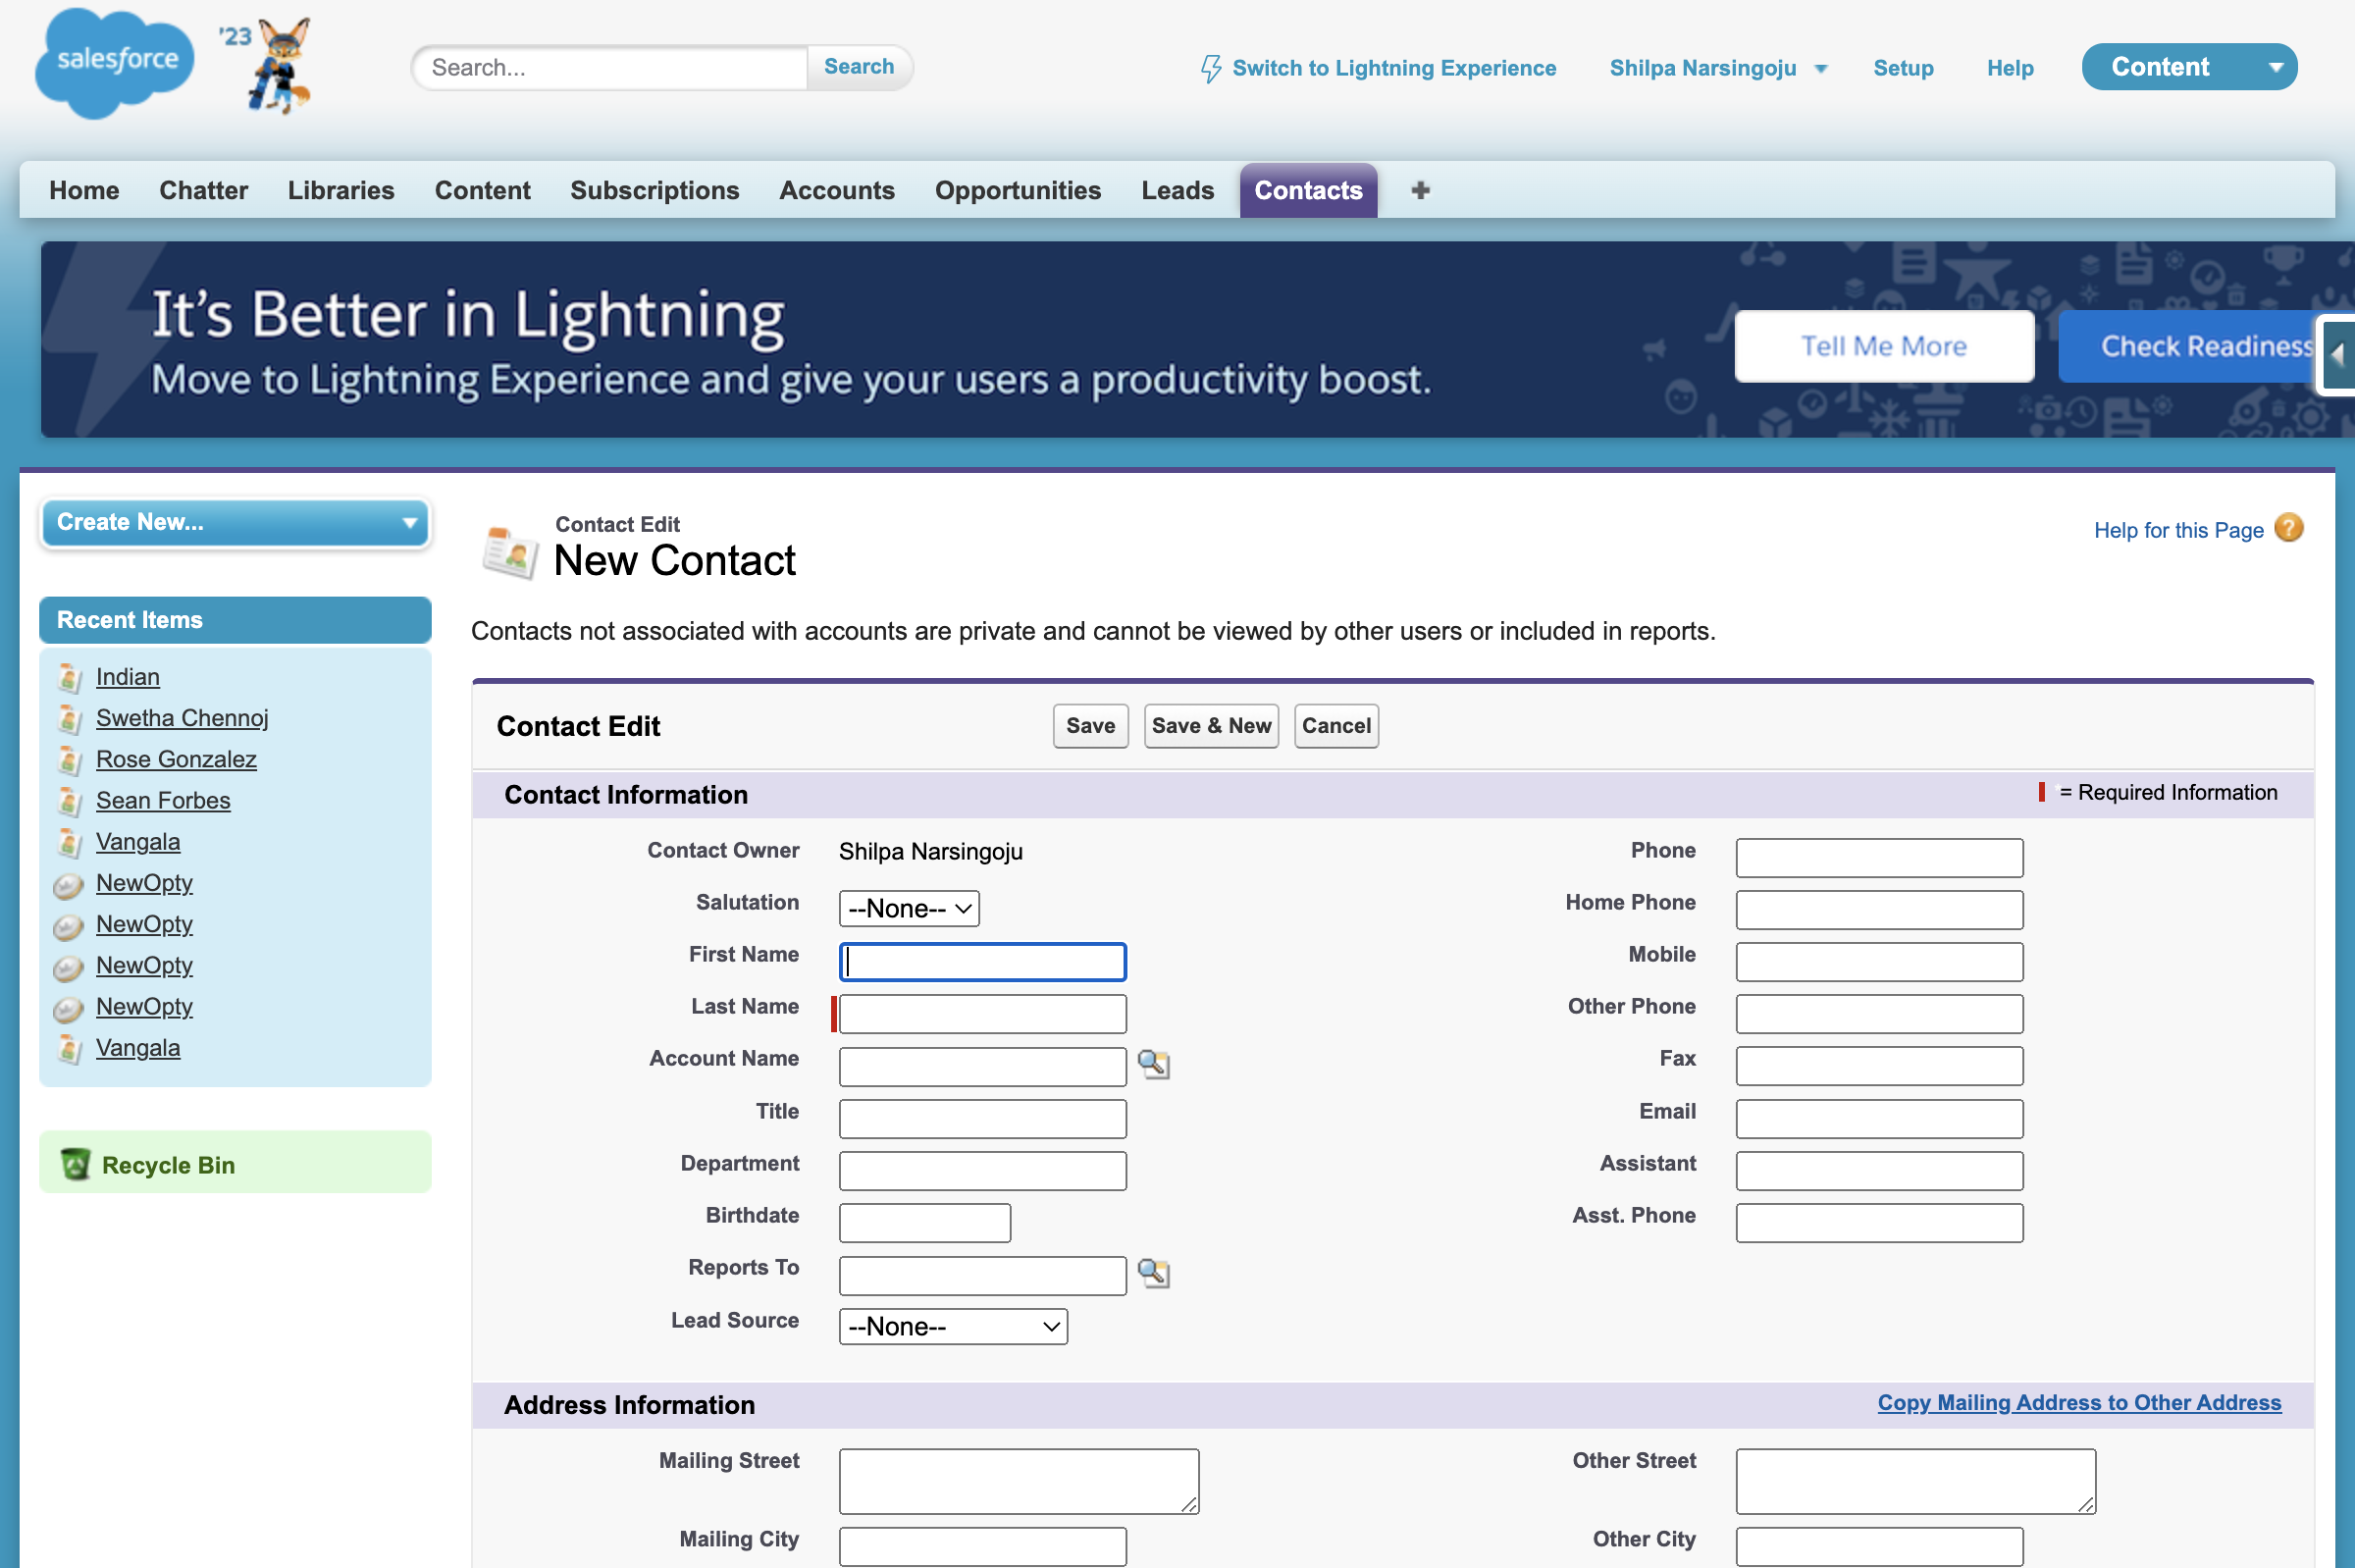 salesforce
'23
Search...
Search
Switch to Lightning Experience
Shilpa Narsingoju
Setup
Help
Content
Home
Chatter
Libraries
Content
Subscriptions
Accounts
Opportunities
Leads
Contacts
It's Better in Lightning
Move to Lightning Experience and give your users a productivity boost.
Tell Me More
Check Readiness
Create New...
Recent Items
Indian
Swetha Chennoj
Rose Gonzalez
Sean Forbes
Vangala
NewOpty
NewOpty
NewOpty
NewOpty
Vangala
Recycle Bin
Contact Edit
New Contact
Help for this Page
Contacts not associated with accounts are private and cannot be viewed by other users or included in reports.
Contact Edit
Save
Save & New
Cancel
Contact Information
= Required Information
Contact Owner Shilpa Narsingoju
Phone
Salutation --None--
Home Phone
First Name
Mobile
Last Name
Other Phone
Account Name
Fax
Title
Email
Department
Assistant
Birthdate
Asst. Phone
Reports To
Lead Source --None--
Address Information
Copy Mailing Address to Other Address
Mailing Street
Other Street
Mailing City
Other City